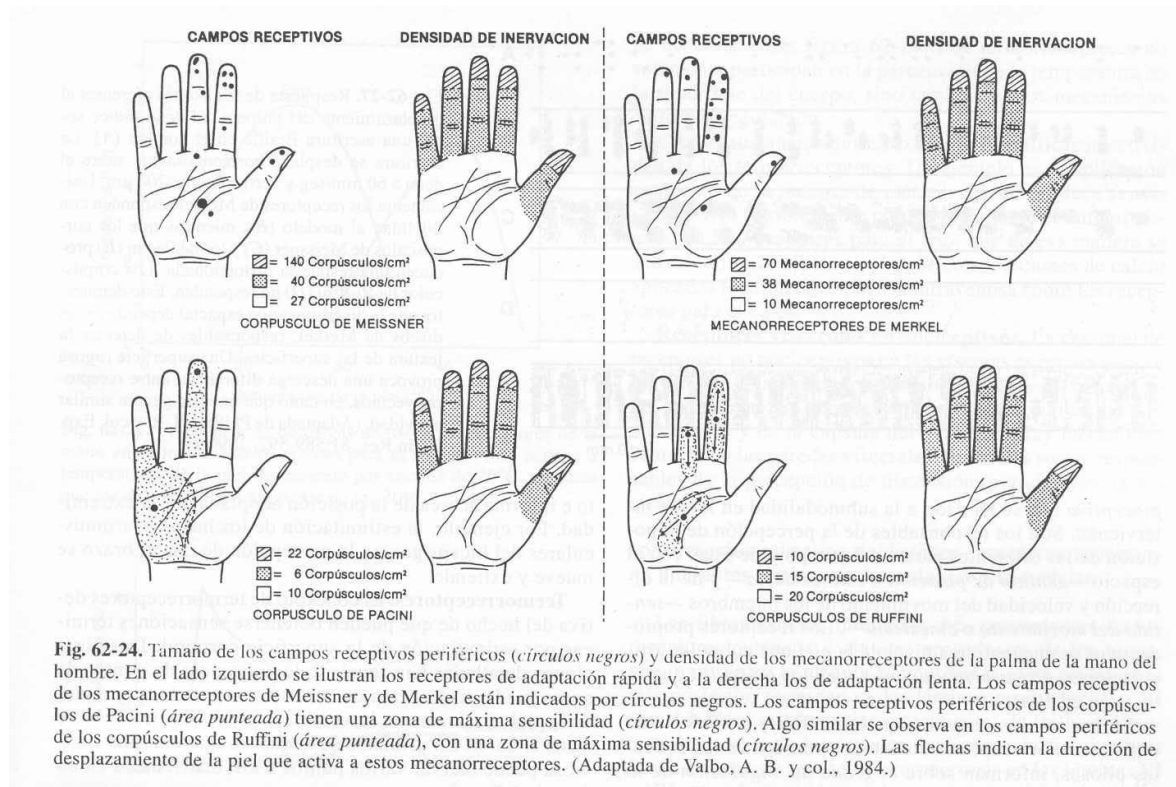 CAMPOS RECEPTIVOS
DENSIDAD DE INERVACION
CAMPOS RECEPTIVOS
DENSIDAD DE INERVACION
= 140 Corpúsculos/cm²
= 40 Corpúsculos/cm²
= 27 Corpúsculos/cm²
CORPUSCULO DE MEISSNER
= 70 Mecanorreceptores/cm²
= 38 Mecanorreceptores/cm²
= 10 Mecanorreceptores/cm²
MECANORRECEPTORES DE MERKEL
= 22 Corpúsculos/cm²
= 6 Corpúsculos/cm²
= 10 Corpúsculos/cm²
CORPUSCULOS DE PACINI
= 10 Corpúsculos/cm²
= 15 Corpúsculos/cm²
= 20 Corpúsculos/cm²
CORPUSCULOS DE RUFFINI
Fig. 62-24. Tamaño de los campos receptivos periféricos (círculos negros) y densidad de los mecanorreceptores de la palma de la mano del
hombre. En el lado izquierdo se ilustran los receptores de adaptación rápida y a la derecha los de adaptación lenta. Los campos receptivos
de los mecanorreceptores de Meissner y de Merkel están indicados por círculos negros. Los campos receptivos periféricos de los corpúscu-
los de Pacini (área punteada) tienen una zona de máxima sensibilidad (círculos negros). Algo similar se observa en los campos periféricos
de los corpúsculos de Ruffini (área punteada), con una zona de máxima sensibilidad (círculos negros). Las flechas indican la dirección de
desplazamiento de la piel que activa a estos mecanorreceptores. (Adaptada de Valbo, A. B. y col., 1984.)